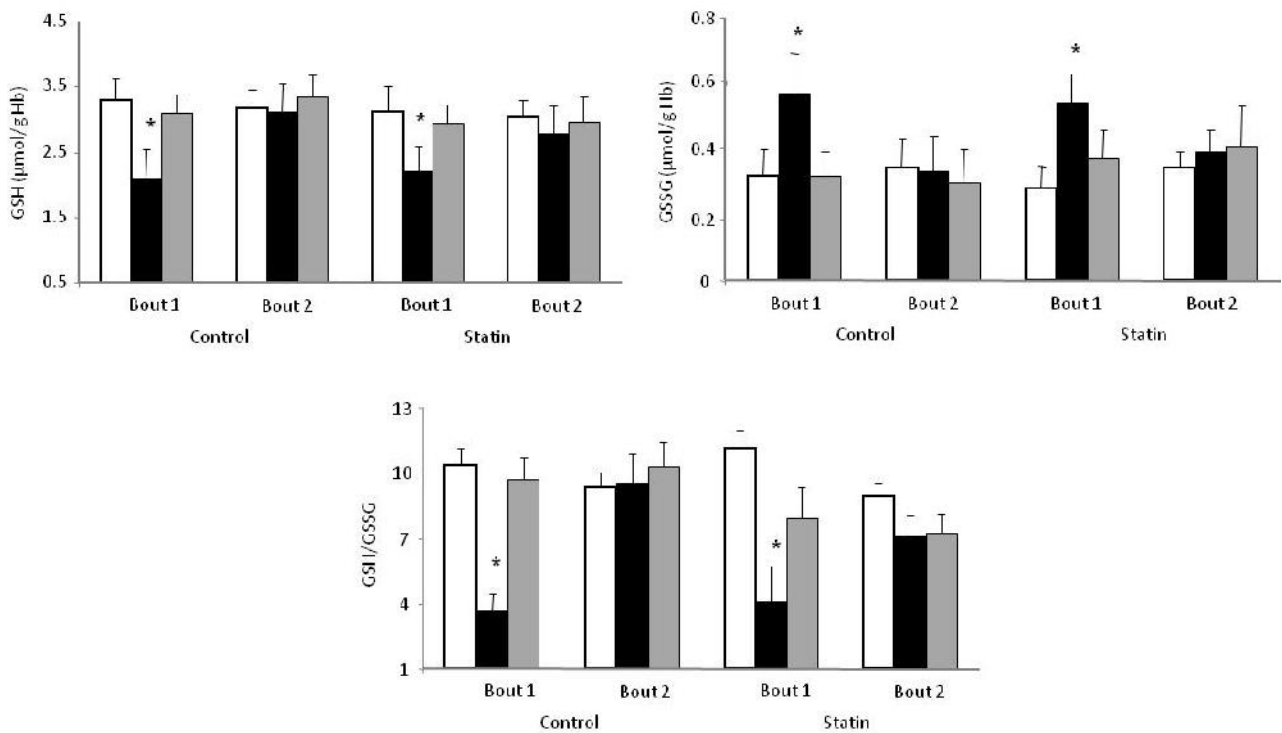 4.5
3.5
2.5
1.5
0.5
GSH (µmol/g Hb)
*
*
Bout 1 Bout 2 Bout 1 Bout 2
Control Statin
0.8
0.6
0.4
0.2
0
GSSG (µmol/g Hb)
*
*
Bout 1 Bout 2 Bout 1 Bout 2
Control Statin
13
10
7
4
1
GSH/GSSG
*
*
Bout 1 Bout 2 Bout 1 Bout 2
Control Statin